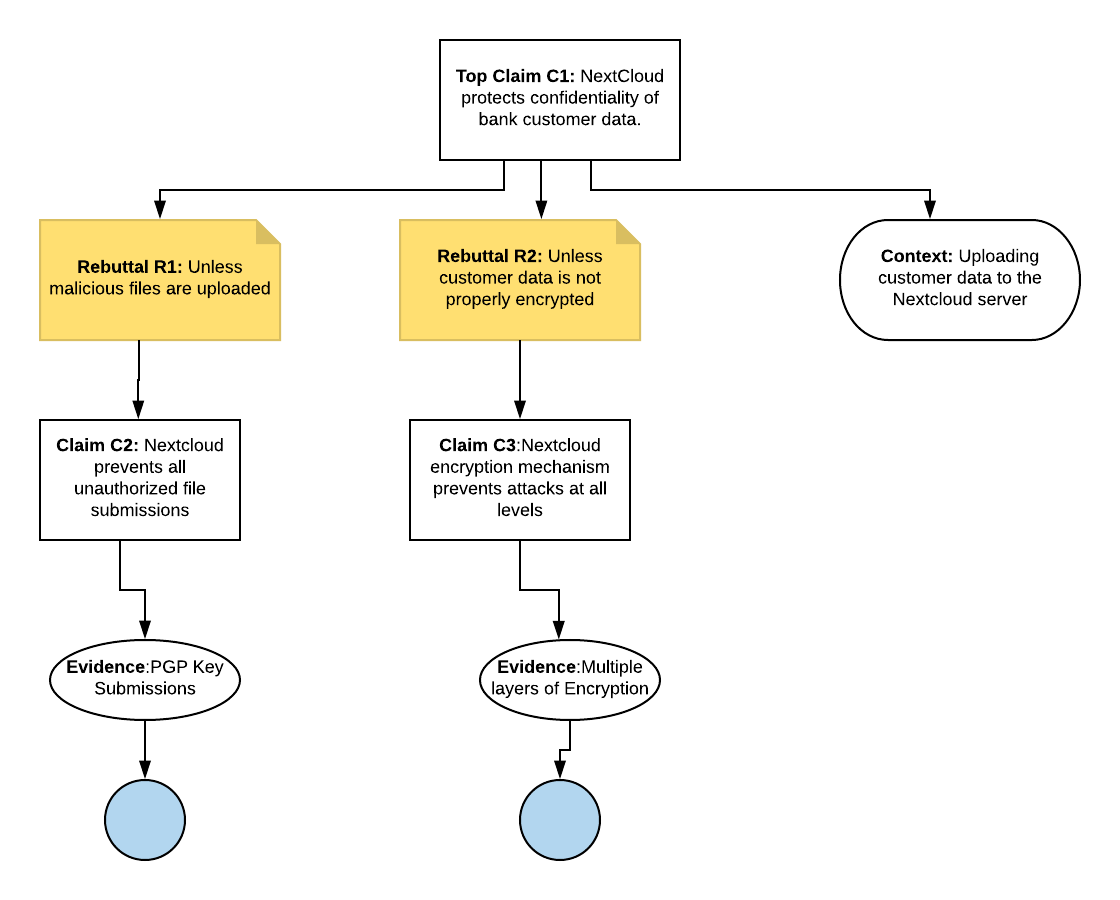 Top Claim C1: NextCloud
protects confidentiality of
bank customer data.
Rebuttal R1: Unless
malicious files are uploaded
Rebuttal R2: Unless
customer data is not
properly encrypted
Context: Uploading
customer data to the
Nextcloud server
Claim C2: Nextcloud
prevents all
unauthorized file
submissions
Claim C3:Nextcloud
encryption mechanism
prevents attacks at all
levels
Evidence:PGP Key
Submissions
Evidence:Multiple
layers of Encryption